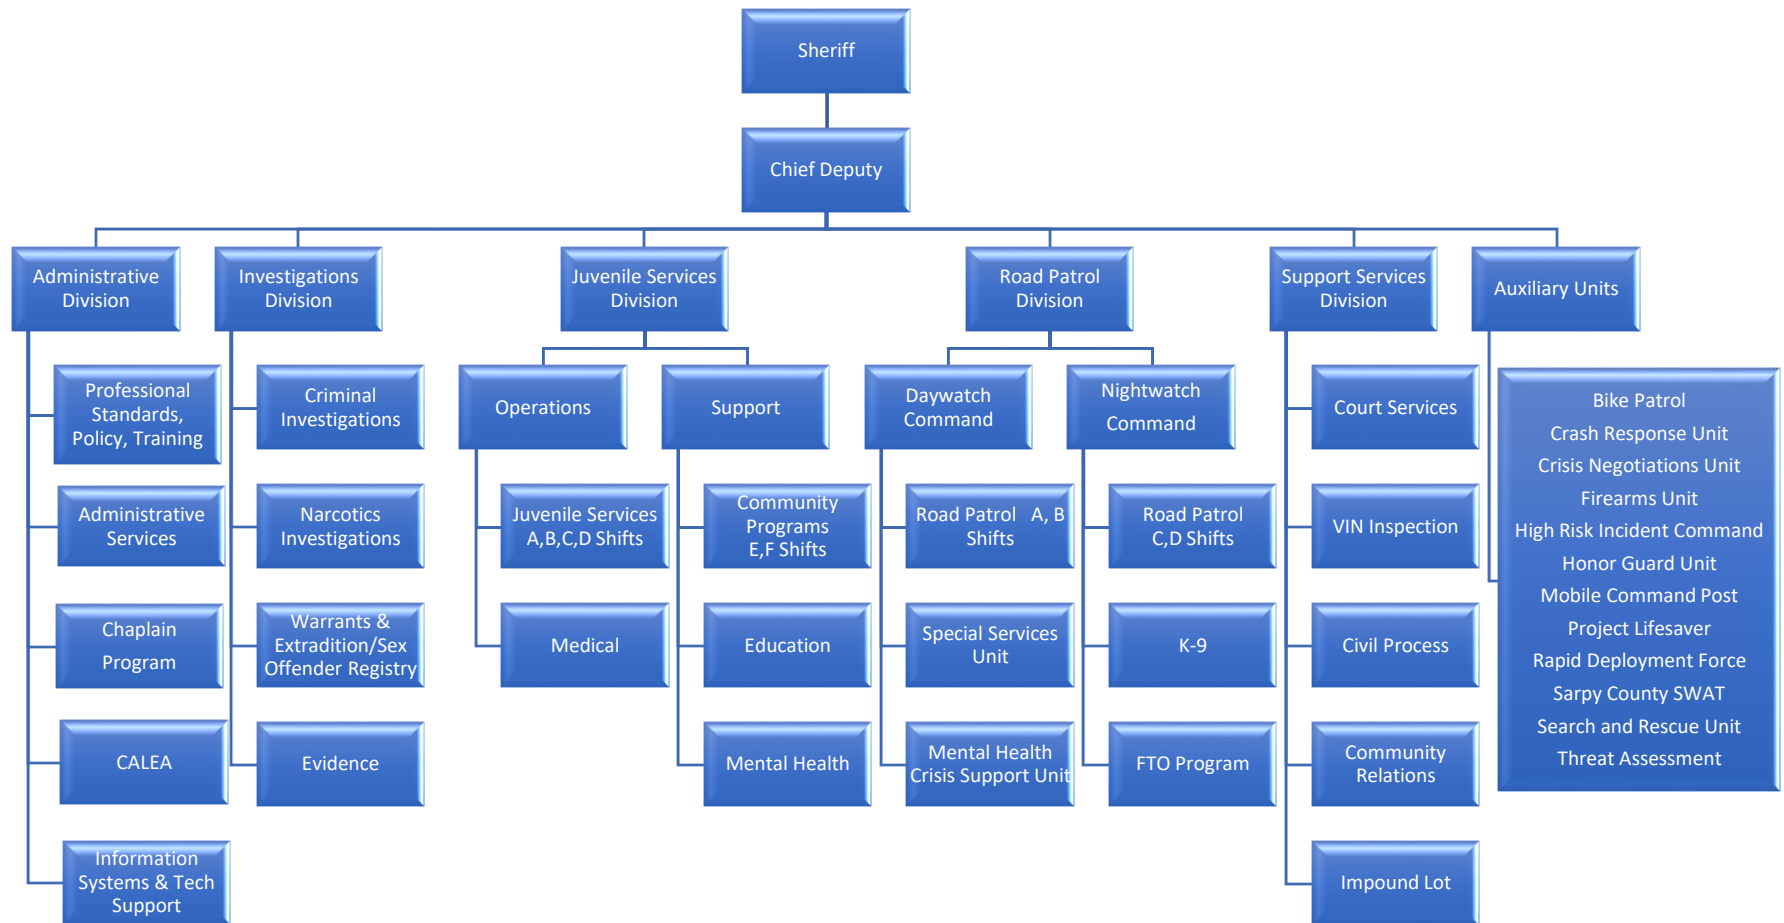 Sheriff
Chief Deputy
Administrative
Division
Investigations
Division
Juvenile Services
Division
Road Patrol
Division
Support Services
Division
Auxiliary Units
Professional
Standards,
Policy, Training
Administrative
Services
Chaplain
Program
CALEA
Information
Systems & Tech
Support
Criminal
Investigations
Narcotics
Investigations
Warrants &
Extradition/Sex
Offender Registry
Evidence
Operations
Juvenile Services
A,B,C,D Shifts
Medical
Support
Community
Programs
E,F Shifts
Education
Mental Health
Daywatch
Command
Road Patrol A, B
Shifts
Special Services
Unit
Mental Health
Crisis Support Unit
Nightwatch
Command
Road Patrol
C,D Shifts
K-9
FTO Program
Court Services
VIN Inspection
Civil Process
Community
Relations
Impound Lot
Bike Patrol
Crash Response Unit
Crisis Negotiations Unit
Firearms Unit
High Risk Incident Command
Honor Guard Unit
Mobile Command Post
Project Lifesaver
Rapid Deployment Force
Sarpy County SWAT
Search and Rescue Unit
Threat Assessment